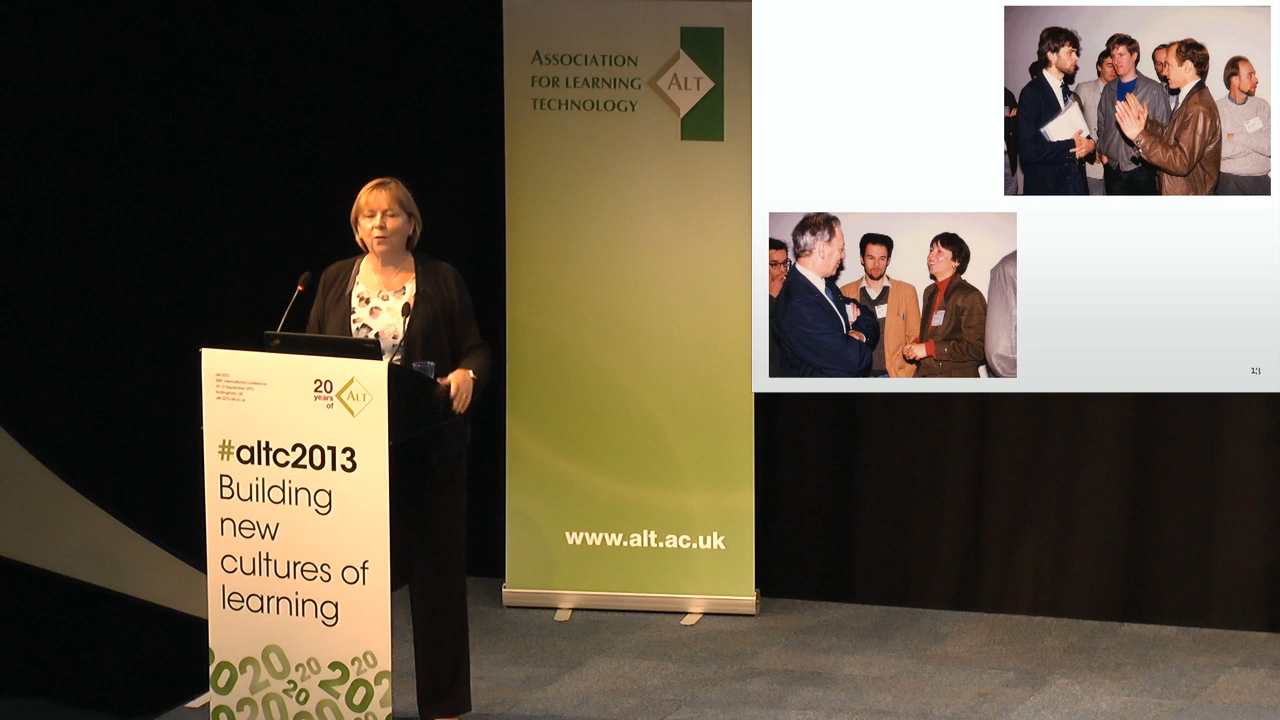 ASSOCIATION
FOR LEARNING
TECHNOLOGY
ALT
www.alt.ac.uk
20
years
of
ALT
#altc2013
Building
new
cultures of
learning